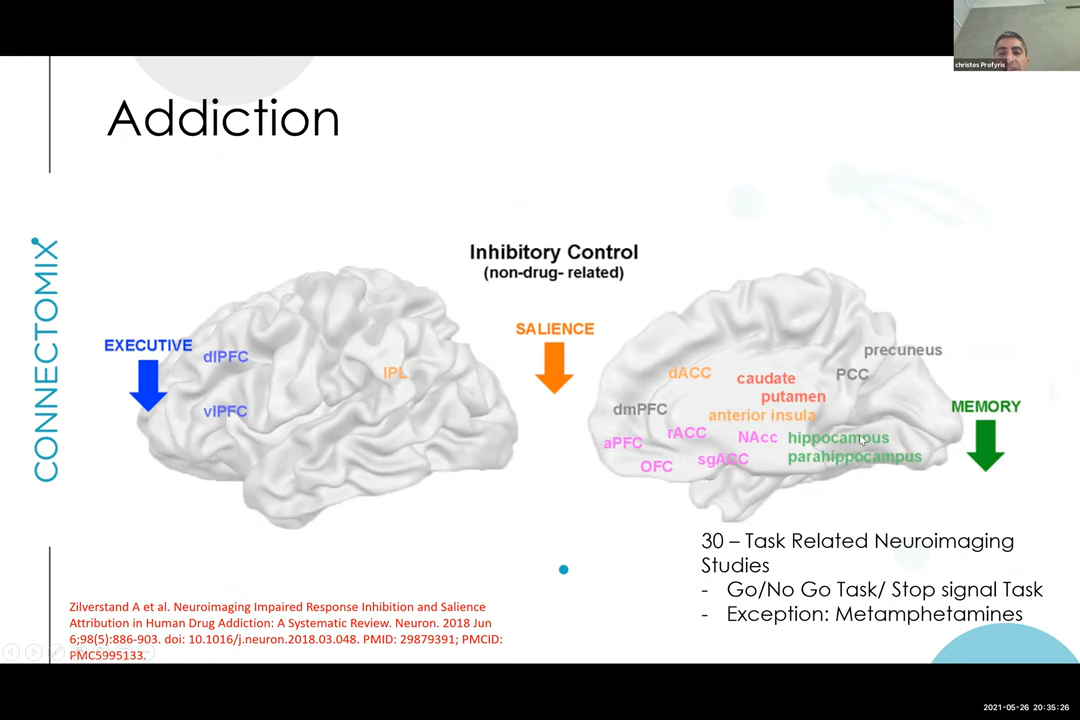 christos Profyris
Addiction
CONNECTOMIX
Inhibitory Control
(non-drug- related)
EXECUTIVE
dlPFC
vlPFC
IPL
SALIENCE
precuneus
dACC
caudate
PCC
putamen
dmPFC
anterior insula
MEMORY
aPFC
rACC
NAcc
hippocampus
OFC
sgACC
parahippocampus
30 – Task Related Neuroimaging
Studies
- Go/No Go Task/ Stop signal Task
- Exception: Metamphetamines
Zilverstand A et al. Neuroimaging Impaired Response Inhibition and Salience
Attribution in Human Drug Addiction: A Systematic Review. Neuron. 2018 Jun
6;98(5):886-903. doi: 10.1016/j.neuron.2018.03.048. PMID: 29879391; PMCID:
PMC5995133.
2021-05-26 20:35:26